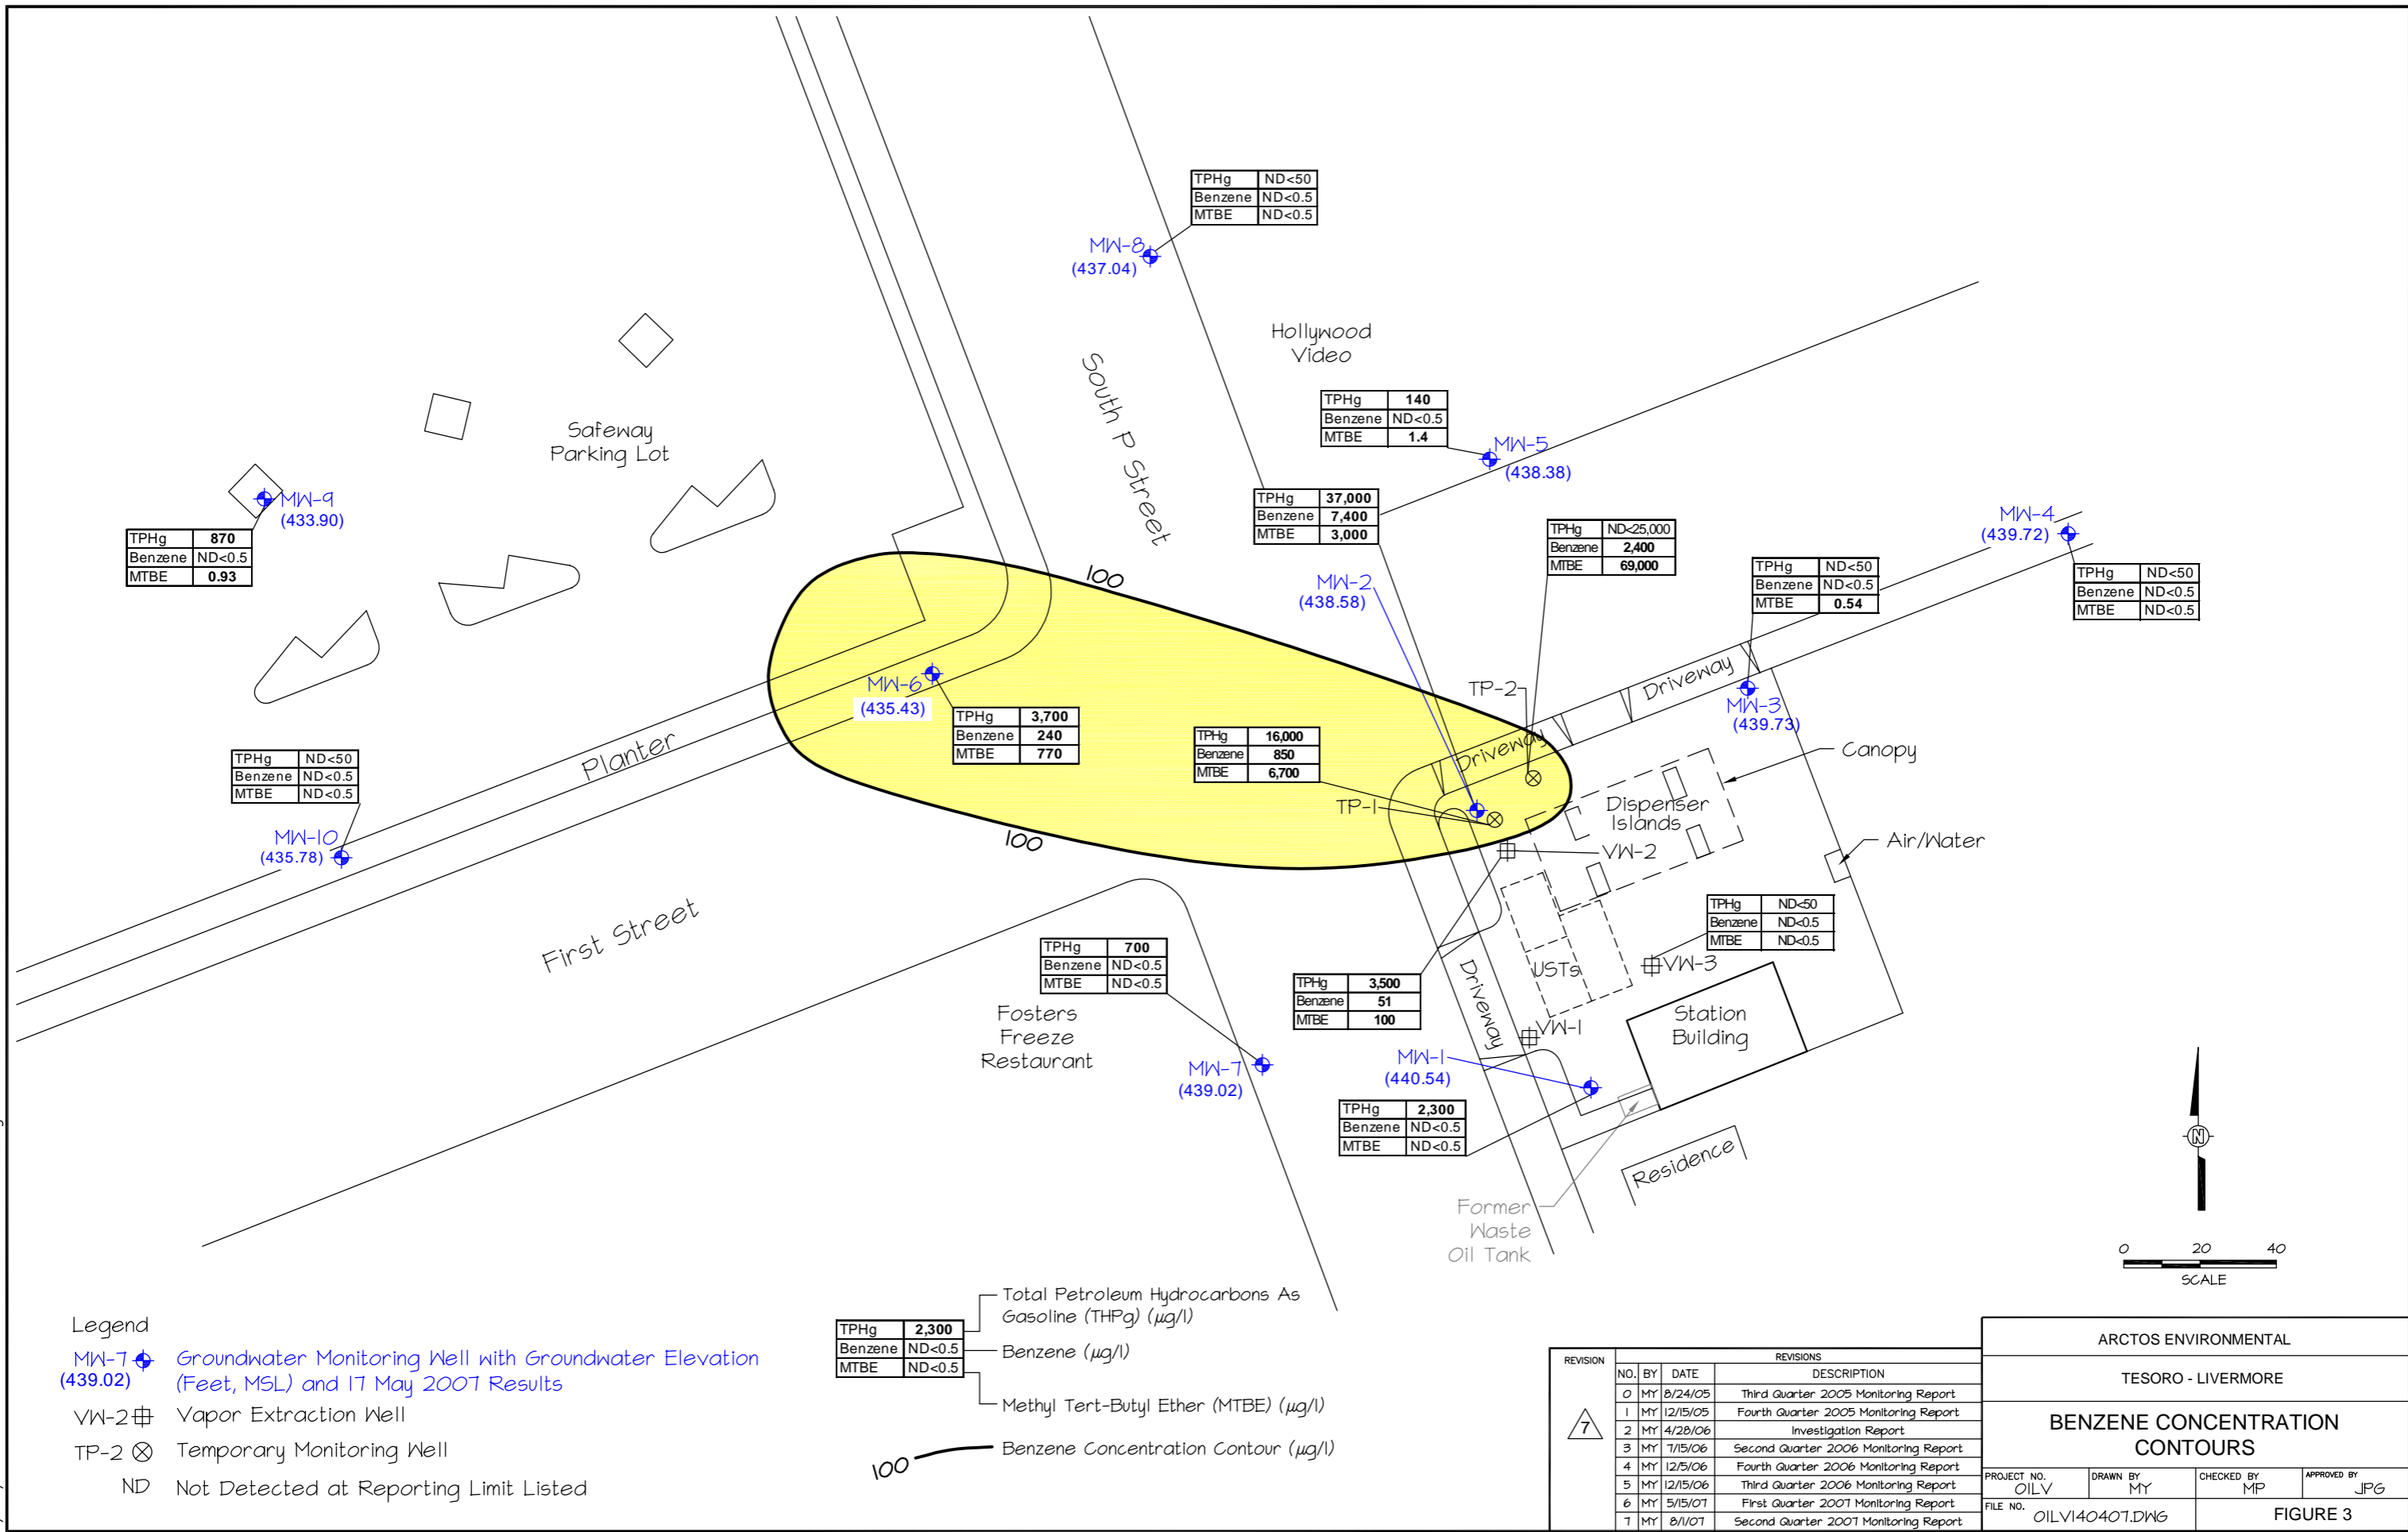 TPHg ND<50
Benzene ND<0.5
MTBE ND<0.5
MW-8
(437.04)
Hollywood
Video
South P Street
Safeway
Parking Lot
TPHg 140
Benzene ND<0.5
MTBE 1.4
MW-5
(438.38)
MW-9
(433.90)
TPHg 870
Benzene ND<0.5
MTBE 0.93
TPHg 37,000
Benzene 7,400
MTBE 3,000
TPHg ND<25,000
Benzene 2,400
MTBE 69,000
MW-4
(439.72)
TPHg ND<50
Benzene ND<0.5
MTBE ND<0.5
TPHg ND<50
Benzene ND<0.5
MTBE 0.54
100
MW-2
(438.58)
TP-2
Driveway
MW-3
(439.73)
MW-6
(435.43)
TPHg 3,700
Benzene 240
MTBE 770
TPHg 16,000
Benzene 850
MTBE 6,700
Driveway
Canopy
Planter
TPHg ND<50
Benzene ND<0.5
MTBE ND<0.5
MW-10
(435.78)
TP-1
Dispenser
Islands
100
VW-2
Air/Water
First Street
TPHg ND<50
Benzene ND<0.5
MTBE ND<0.5
VW-3
TPHg 700
Benzene ND<0.5
MTBE ND<0.5
TPHg 3,500
Benzene 51
MTBE 100
Driveway
USTs
Fosters
Freeze
Restaurant
Station
Building
VW-1
MW-7
(439.02)
MW-1
(440.54)
TPHg 2,300
Benzene ND<0.5
MTBE ND<0.5
Residence
Former
Waste
Oil Tank
N
0 20 40
SCALE
Legend
MW-7
(439.02)
Groundwater Monitoring Well with Groundwater Elevation
(Feet, MSL) and 17 May 2007 Results
VW-2 Vapor Extraction Well
TP-2 Temporary Monitoring Well
ND Not Detected at Reporting Limit Listed
TPHg 2,300
Benzene ND<0.5
MTBE ND<0.5
Total Petroleum Hydrocarbons As
Gasoline (THPg) (µg/l)
Benzene (µg/l)
Methyl Tert-Butyl Ether (MTBE) (µg/l)
100 Benzene Concentration Contour (µg/l)
REVISION
7
REVISIONS
NO. BY DATE DESCRIPTION
0 MY 8/24/05 Third Quarter 2005 Monitoring Report
1 MY 12/15/05 Fourth Quarter 2005 Monitoring Report
2 MY 4/28/06 Investigation Report
3 MY 7/15/06 Second Quarter 2006 Monitoring Report
4 MY 12/5/06 Fourth Quarter 2006 Monitoring Report
5 MY 12/15/06 Third Quarter 2006 Monitoring Report
6 MY 5/15/07 First Quarter 2007 Monitoring Report
7 MY 8/1/07 Second Quarter 2007 Monitoring Report
ARCTOS ENVIRONMENTAL
TESORO - LIVERMORE
BENZENE CONCENTRATION
CONTOURS
PROJECT NO. 01LV
DRAWN BY MY
CHECKED BY MP
APPROVED BY JPG
FILE NO. 01LV140407.DWG
FIGURE 3